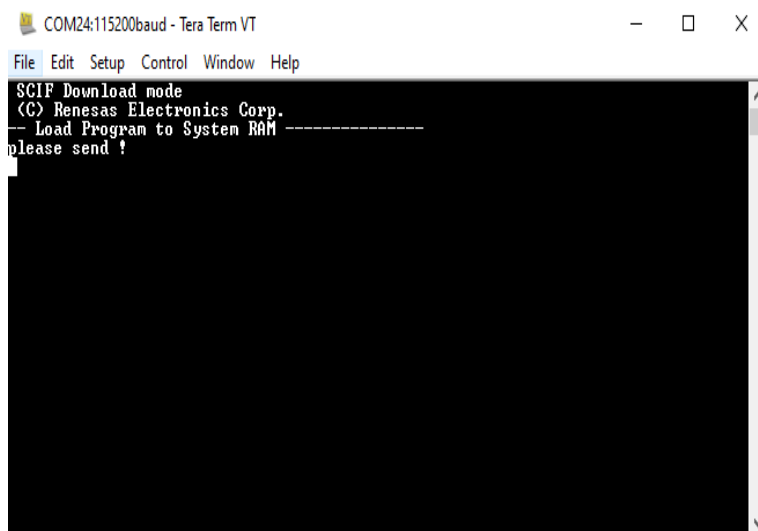 COM24:115200baud - Tera Term VT
File Edit Setup Control Window Help
SCIF Download mode
(C) Renesas Electronics Corp.
-- Load Program to System RAM ---------------
please send !